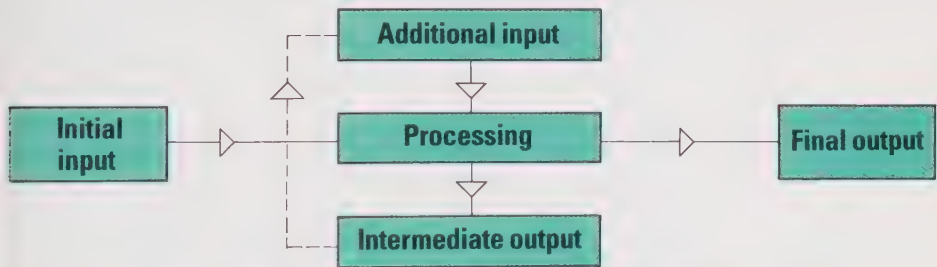 Additional input
Initial
input
Processing
Final output
Intermediate output